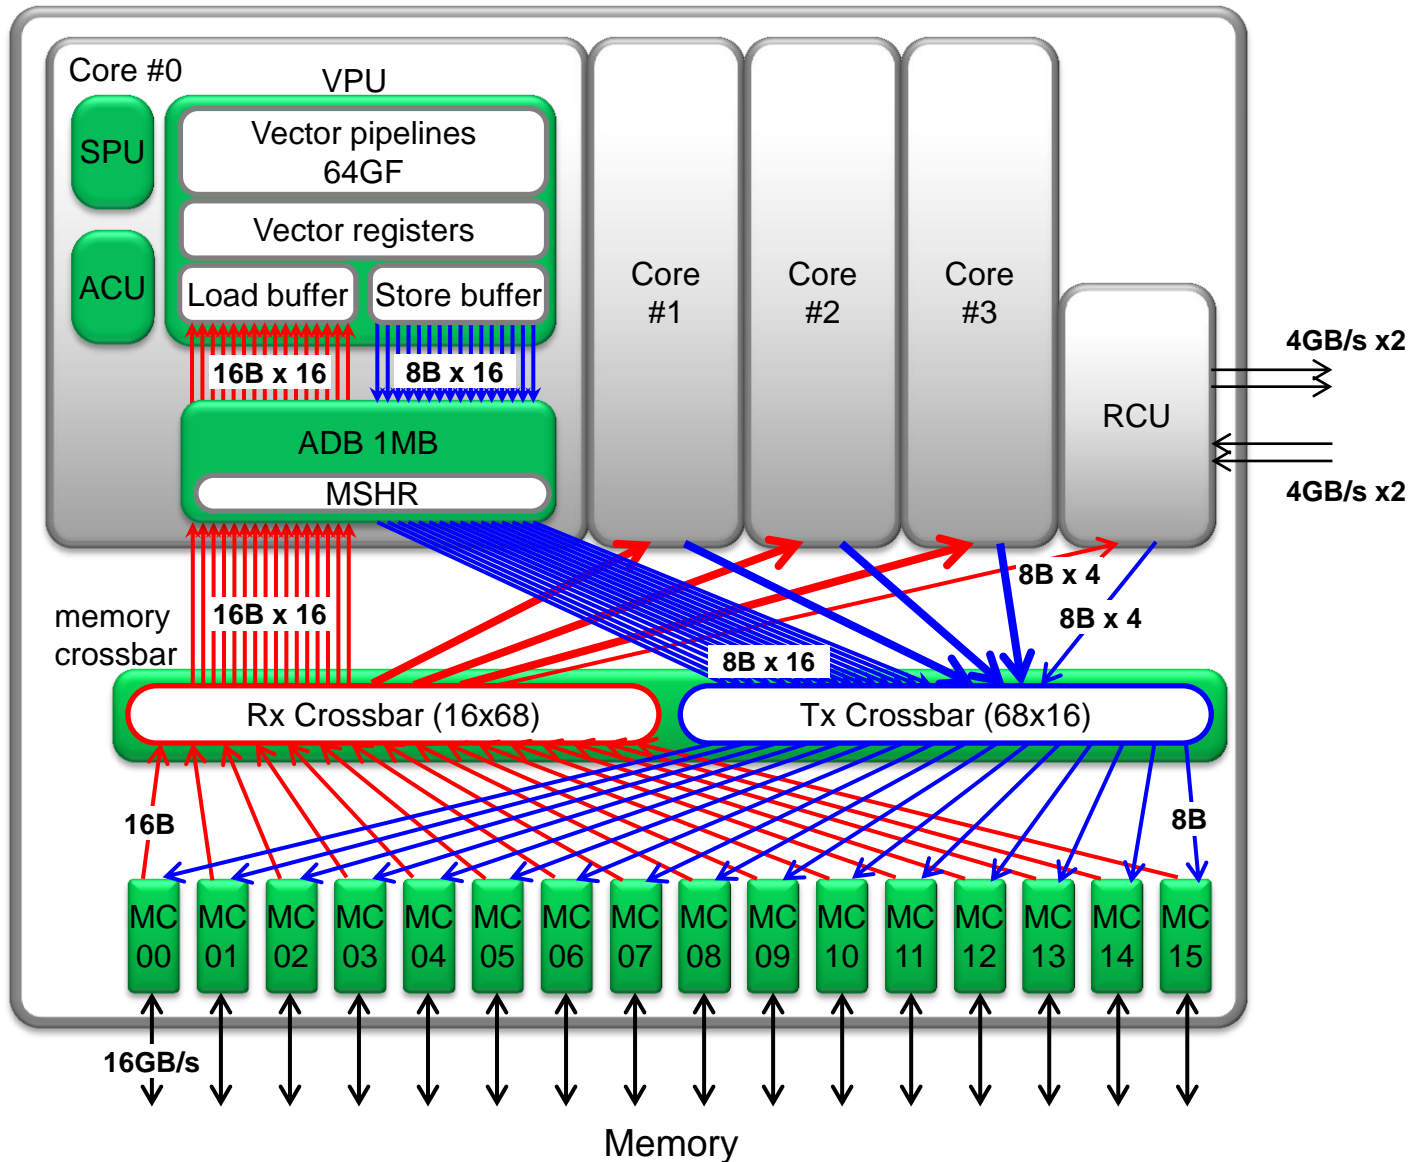 Core #0
VPU
SPU
ACU
Vector pipelines
64GF
Vector registers
Load buffer
Store buffer
16B x 16
8B x 16
ADB 1MB
MSHR
Core
#1
Core
#2
Core
#3
RCU
4GB/s x2
4GB/s x2
8B x 4
8B x 4
16B x 16
8B x 16
memory
crossbar
Rx Crossbar (16x68)
Tx Crossbar (68x16)
16B
8B
MC
00
MC
01
MC
02
MC
03
MC
04
MC
05
MC
06
MC
07
MC
08
MC
09
MC
10
MC
11
MC
12
MC
13
MC
14
MC
15
16GB/s
Memory